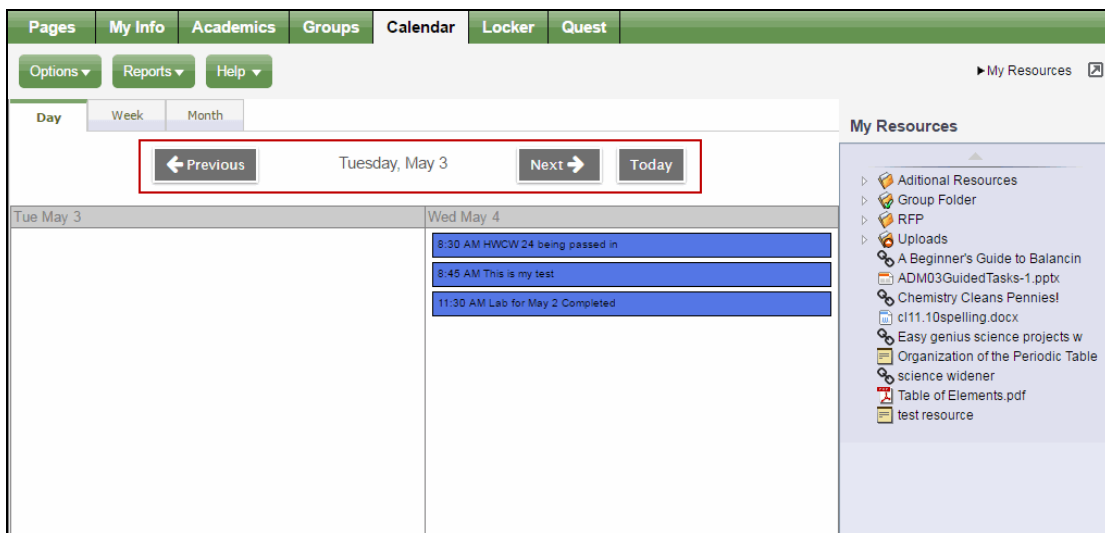 Pages My Info Academics Groups Calendar Locker Quest
Options Reports Help My Resources
Day Week Month
My Resources
Previous Tuesday, May 3 Next Today
Tue May 3 Wed May 4
8:30 AM HWCW 24 being passed in
8:45 AM This is my test
11:30 AM Lab for May 2 Completed
Aditional Resources
Group Folder
RFP
Uploads
A Beginner's Guide to Balancin
ADM03GuidedTasks-1.pptx
Chemistry Cleans Pennies!
cl11.10spelling.docx
Easy genius science projects w
Organization of the Periodic Table
science widener
Table of Elements.pdf
test resource